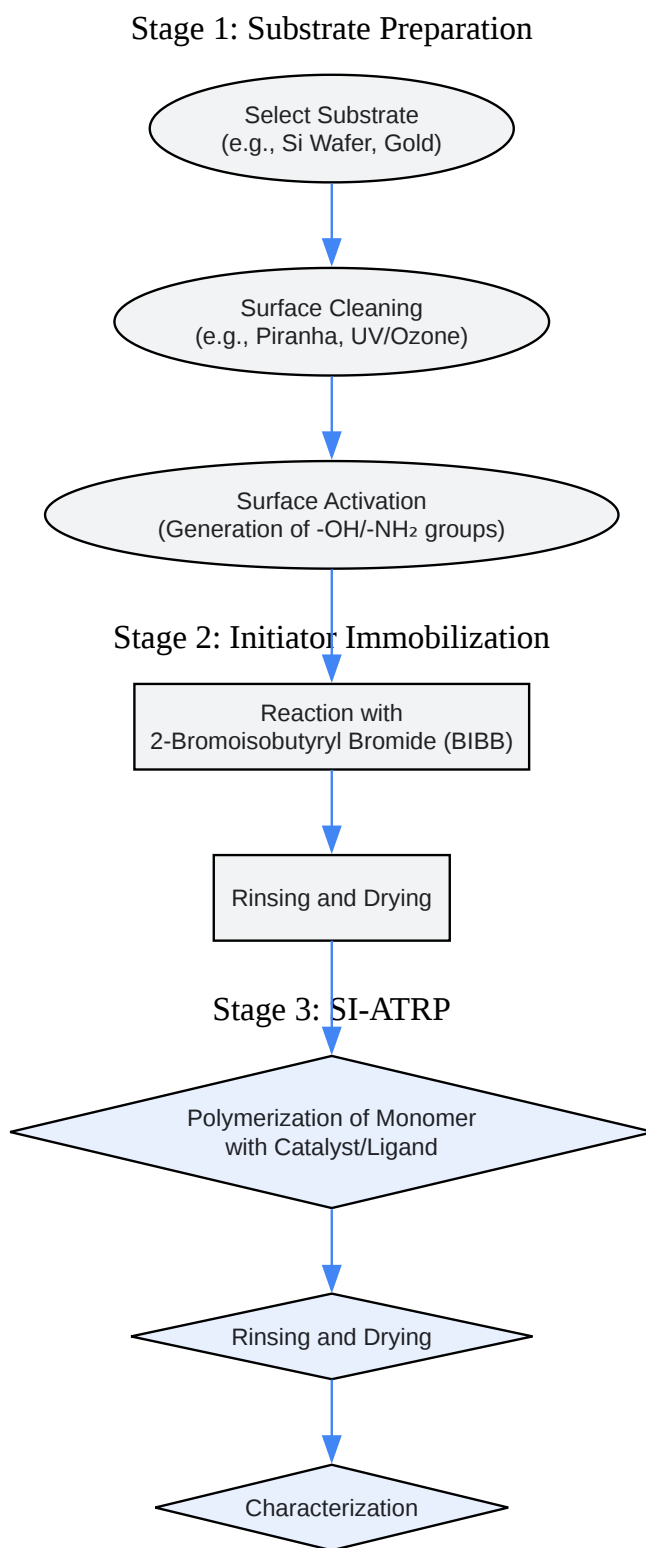 Stage 1: Substrate Preparation
Select Substrate
(e.g., Si Wafer, Gold)
Surface Cleaning
(e.g., Piranha, UV/Ozone)
Surface Activation
(Generation of -OH/-NH₂ groups)
Stage 2: Initiator Immobilization
Reaction with
2-Bromoisobutyryl Bromide (BIBB)
Rinsing and Drying
Stage 3: SI-ATRP
Polymerization of Monomer
with Catalyst/Ligand
Rinsing and Drying
Characterization